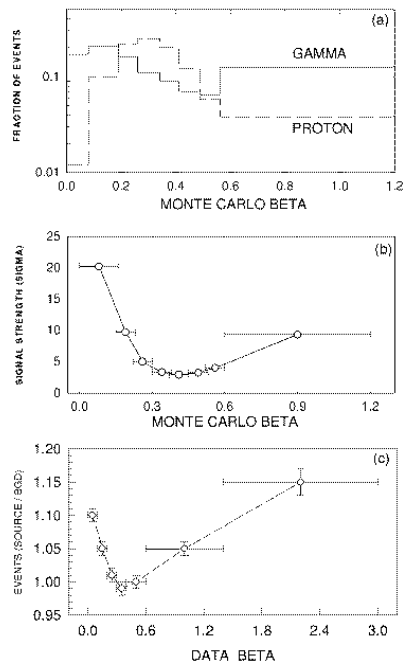 (a)
GAMMA
PROTON
FRACTION OF EVENTS
0.1
0.01
0.0 0.2 0.4 0.6 0.8 1.0 1.2
MONTE CARLO BETA
(b)
SIGNAL STRENGTH (SIGMA)
25
20
15
10
5
0
0.0 0.3 0.6 0.9 1.2
MONTE CARLO BETA
(c)
EVENTS (SOURCE / BGD)
1.20
1.15
1.10
1.05
1.00
0.95
0.0 0.6 1.2 1.8 2.4 3.0
DATA BETA